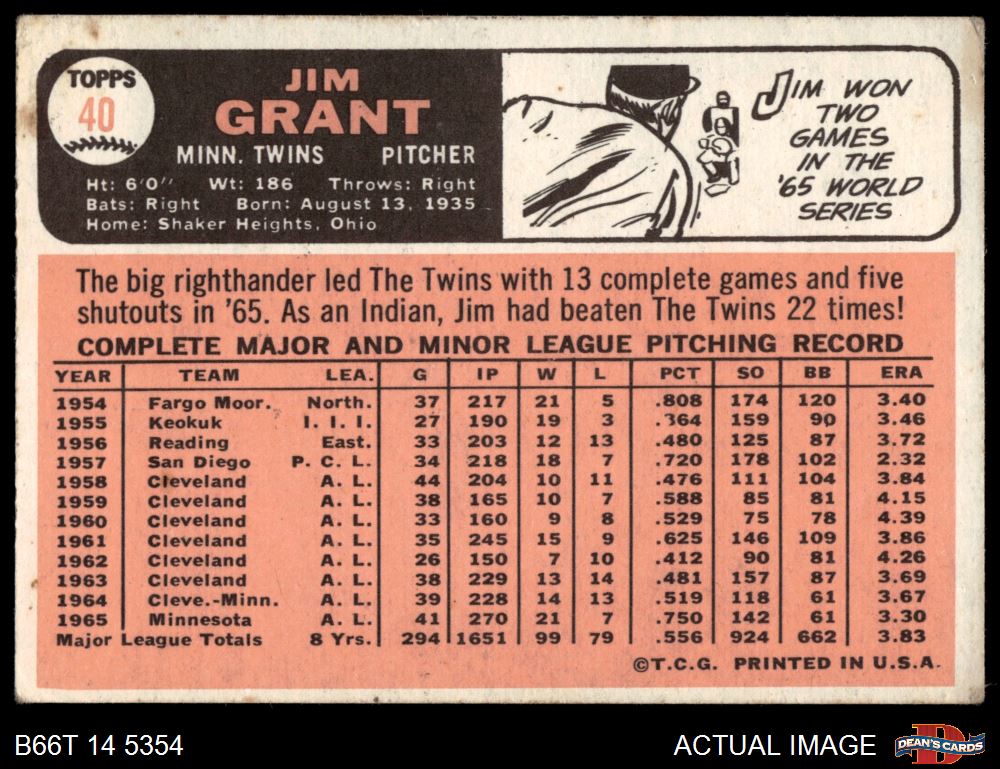 TOPPS
40
JIM
GRANT
MINN. TWINS PITCHER
Ht: 6'0" Wt: 186 Throws: Right
Bats: Right Born: August 13, 1935
Home: Shaker Heights, Ohio
JIM WON
TWO
GAMES
IN THE
'65 WORLD
SERIES
The big righthander led The Twins with 13 complete games and five
shutouts in '65. As an Indian, Jim had beaten The Twins 22 times!
COMPLETE MAJOR AND MINOR LEAGUE PITCHING RECORD
YEAR TEAM LEA. G IP W L PCT SO BB ERA
1954 Fargo Moor. North. 37 217 21 5 .808 174 120 3.40
1955 Keokuk I. I. I. 27 190 19 3 .364 159 90 3.46
1956 Reading East. 33 203 12 13 .480 125 87 3.72
1957 San Diego P. C. L. 34 218 18 7 .720 178 102 2.32
1958 Cleveland A. L. 44 204 10 11 .476 111 104 3.84
1959 Cleveland A. L. 38 165 10 7 .588 85 81 4.15
1960 Cleveland A. L. 33 160 9 8 .529 75 78 4.39
1961 Cleveland A. L. 35 245 15 9 .625 146 109 3.86
1962 Cleveland A. L. 26 150 7 10 .412 90 81 4.26
1963 Cleveland A. L. 38 229 13 14 .481 157 87 3.69
1964 Cleve.-Minn. A. L. 39 228 14 13 .519 118 61 3.67
1965 Minnesota A. L. 41 270 21 7 .750 142 61 3.30
Major League Totals 8 Yrs. 294 1651 99 79 .556 924 662 3.83
©T.C.G. PRINTED IN U.S.A.
B66T 14 5354
ACTUAL IMAGE
D
DEAN'S CARDS